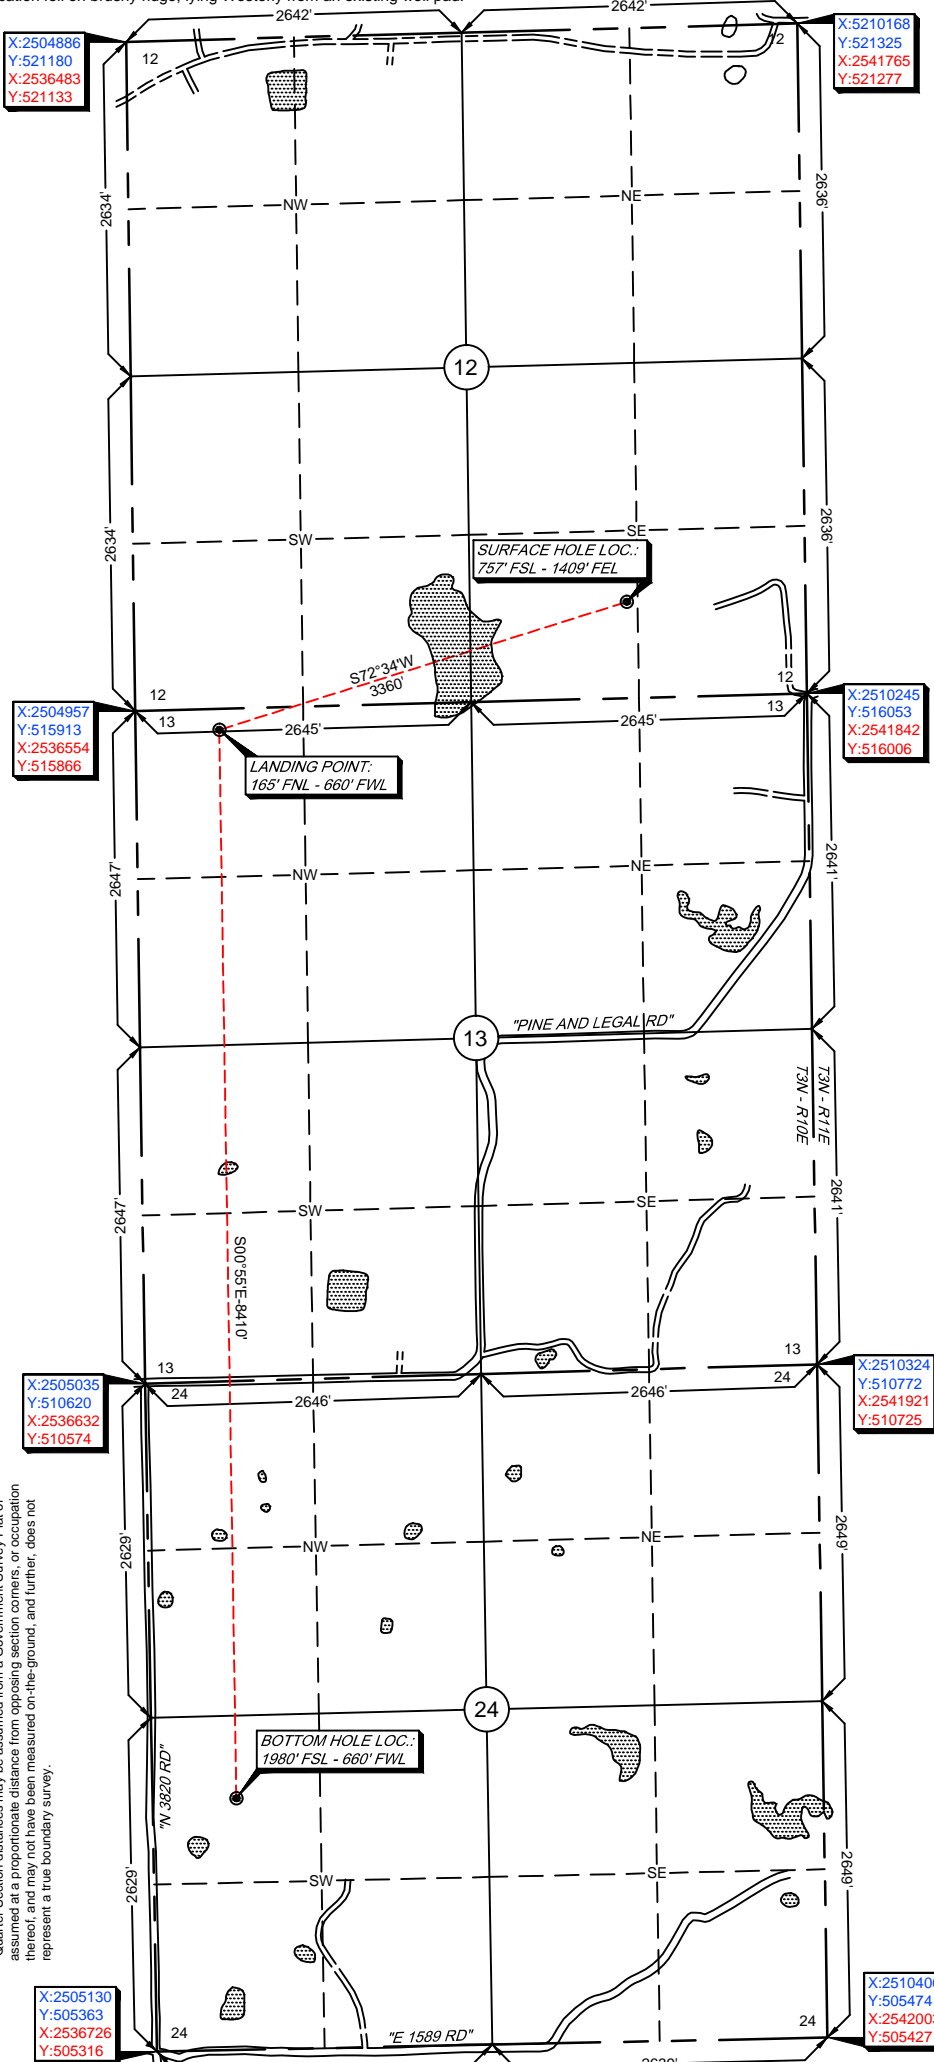 2642'
2642'
X:2504886
Y:521180
X:2536483
Y:521133
12
12
X:5210168
Y:521325
X:2541765
Y:521277
2634'
NW
NE
2636'
12
2634'
SW
SE
2636'
SURFACE HOLE LOC.:
757' FSL - 1409' FEL
S72°34'W
3360'
X:2504957
Y:515913
X:2536554
Y:515866
12
13
2645'
2645'
12
13
X:2510245
Y:516053
X:2541842
Y:516006
LANDING POINT:
165' FNL - 660' FWL
2647'
NW
NE
2641'
13
"PINE AND LEGAL RD"
T3N - R10E
T3N - R11E
2647'
SW
SE
2641'
S00°55'E-8410'
X:2505035
Y:510620
X:2536632
Y:510574
13
24
2646'
2646'
13
24
X:2510324
Y:510772
X:2541921
Y:510725
2629'
NW
NE
2649'
assumed at a proportionate distance from opposing section corners, or occupation
thereof, and may not have been measured on-the-ground, and further, does not
represent a true boundary survey.
24
BOTTOM HOLE LOC.:
1980' FSL - 660' FWL
"N 3820 RD"
2629'
SW
SE
2649'
X:2505130
Y:505363
X:2536726
Y:505316
24
"E 1589 RD"
24
Y:505474
Y:505427